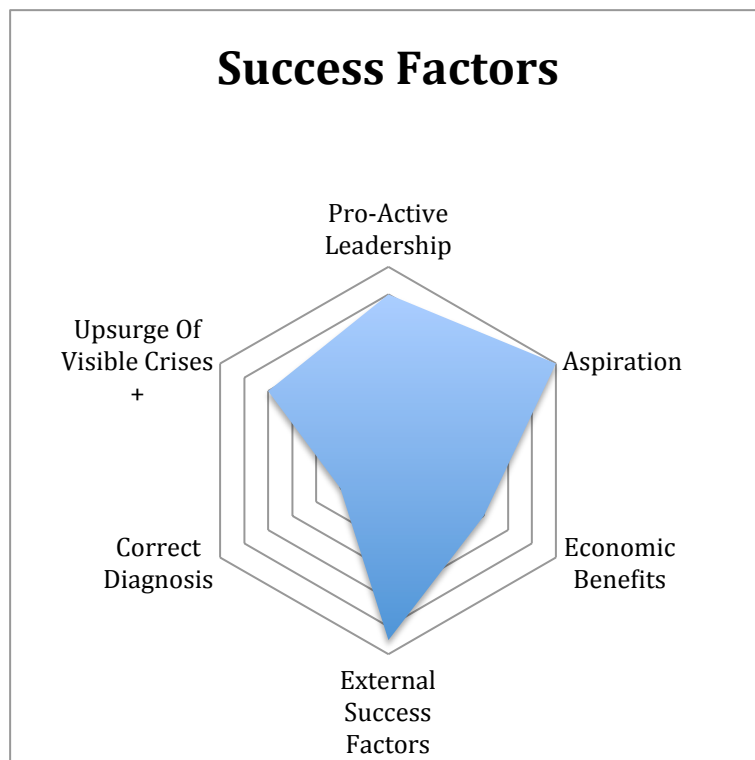 Success Factors
Pro-Active
Leadership
Aspiration
Economic
Benefits
External
Success
Factors
Correct
Diagnosis
Upsurge Of
Visible Crises
+